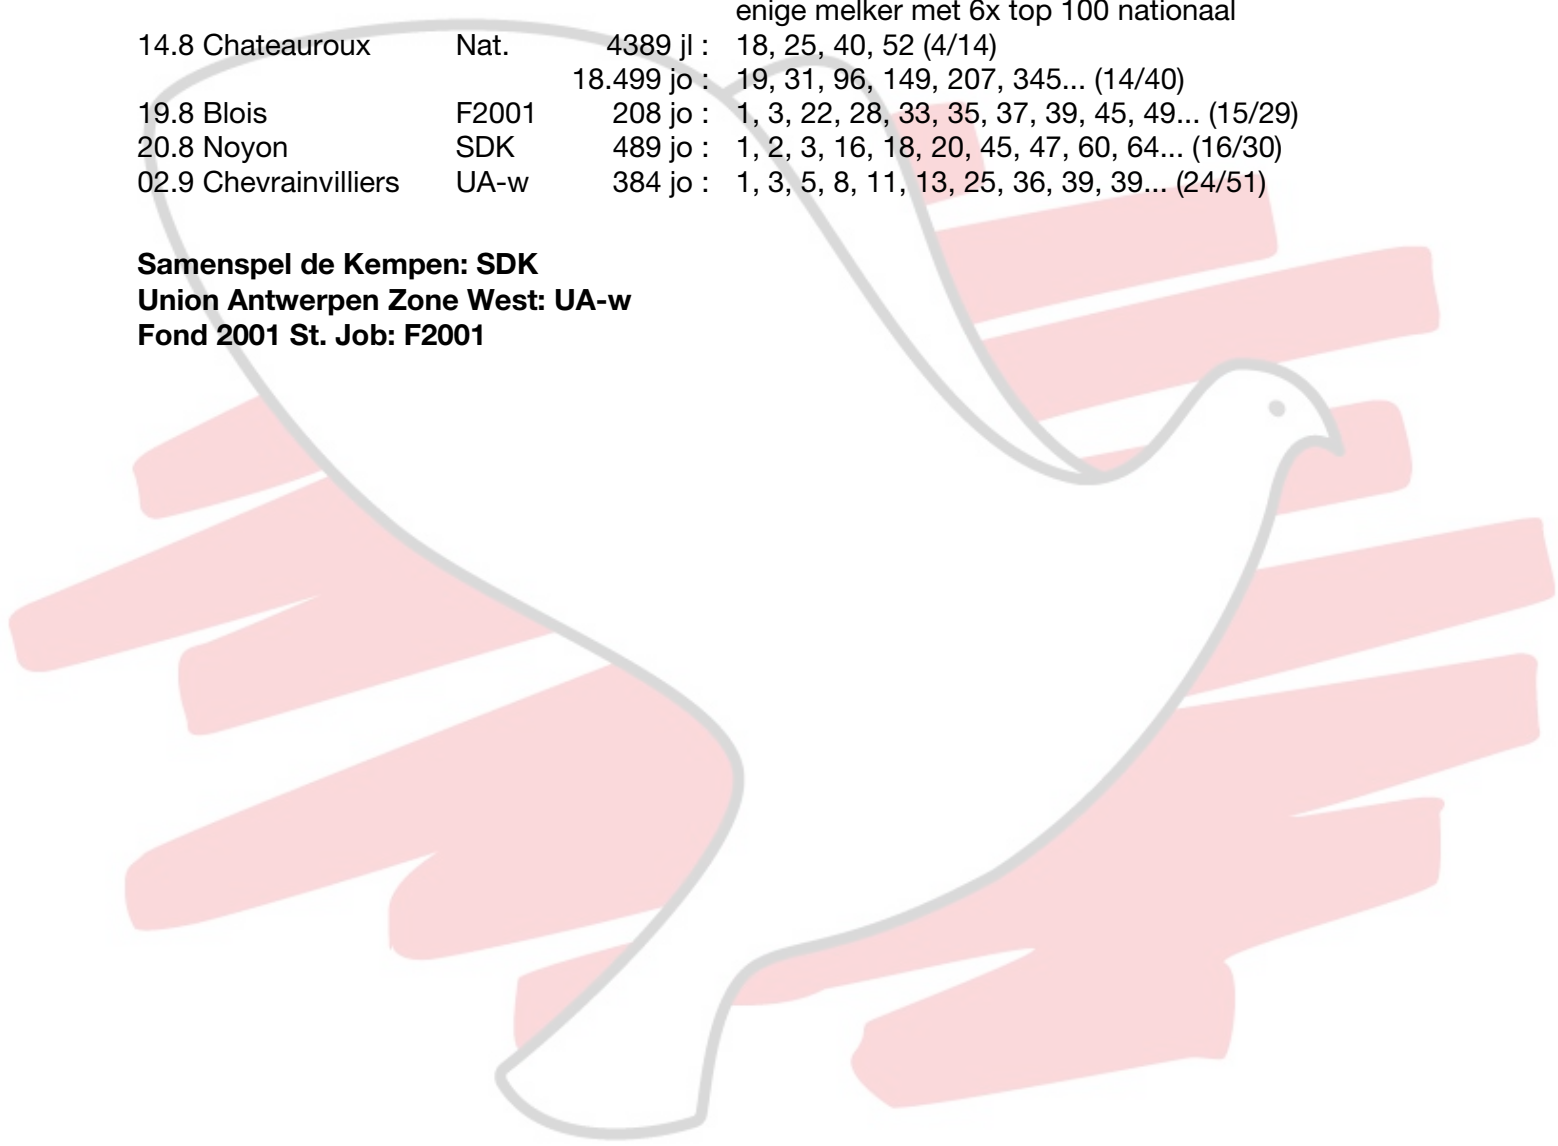 enige melker met 6x top 100 nationaal
14.8 Chateauroux Nat. 4389 jl : 18, 25, 40, 52 (4/14)
18.499 jo : 19, 31, 96, 149, 207, 345... (14/40)
19.8 Blois F2001 208 jo : 1, 3, 22, 28, 33, 35, 37, 39, 45, 49... (15/29)
20.8 Noyon SDK 489 jo : 1, 2, 3, 16, 18, 20, 45, 47, 60, 64... (16/30)
02.9 Chevrainvilliers UA-w 384 jo : 1, 3, 5, 8, 11, 13, 25, 36, 39, 39... (24/51)
Samenspel de Kempen: SDK
Union Antwerpen Zone West: UA-w
Fond 2001 St. Job: F2001